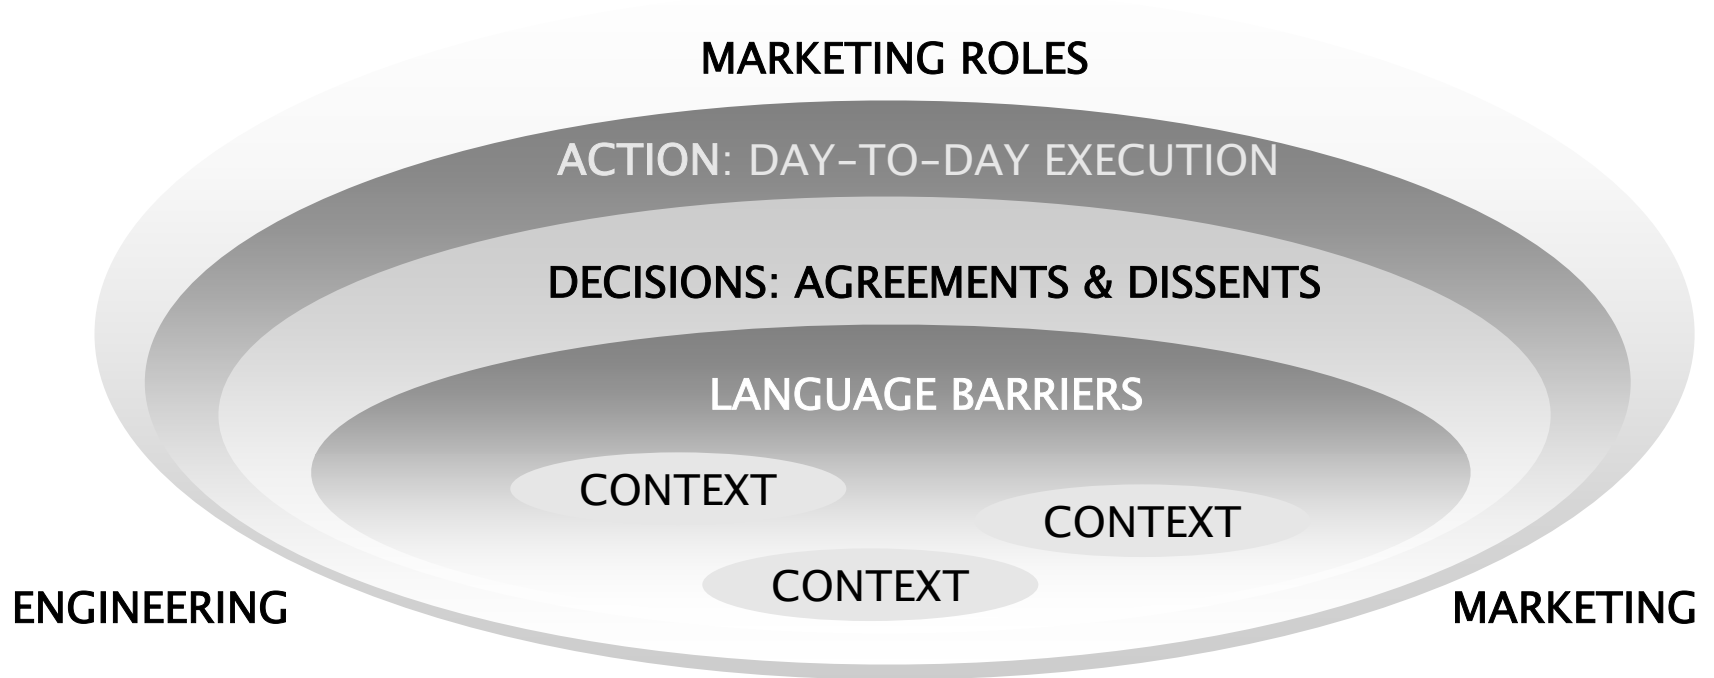 MARKETING ROLES
ACTION: DAY-TO-DAY EXECUTION
DECISIONS: AGREEMENTS & DISSENTS
LANGUAGE BARRIERS
CONTEXT
CONTEXT
CONTEXT
ENGINEERING
MARKETING